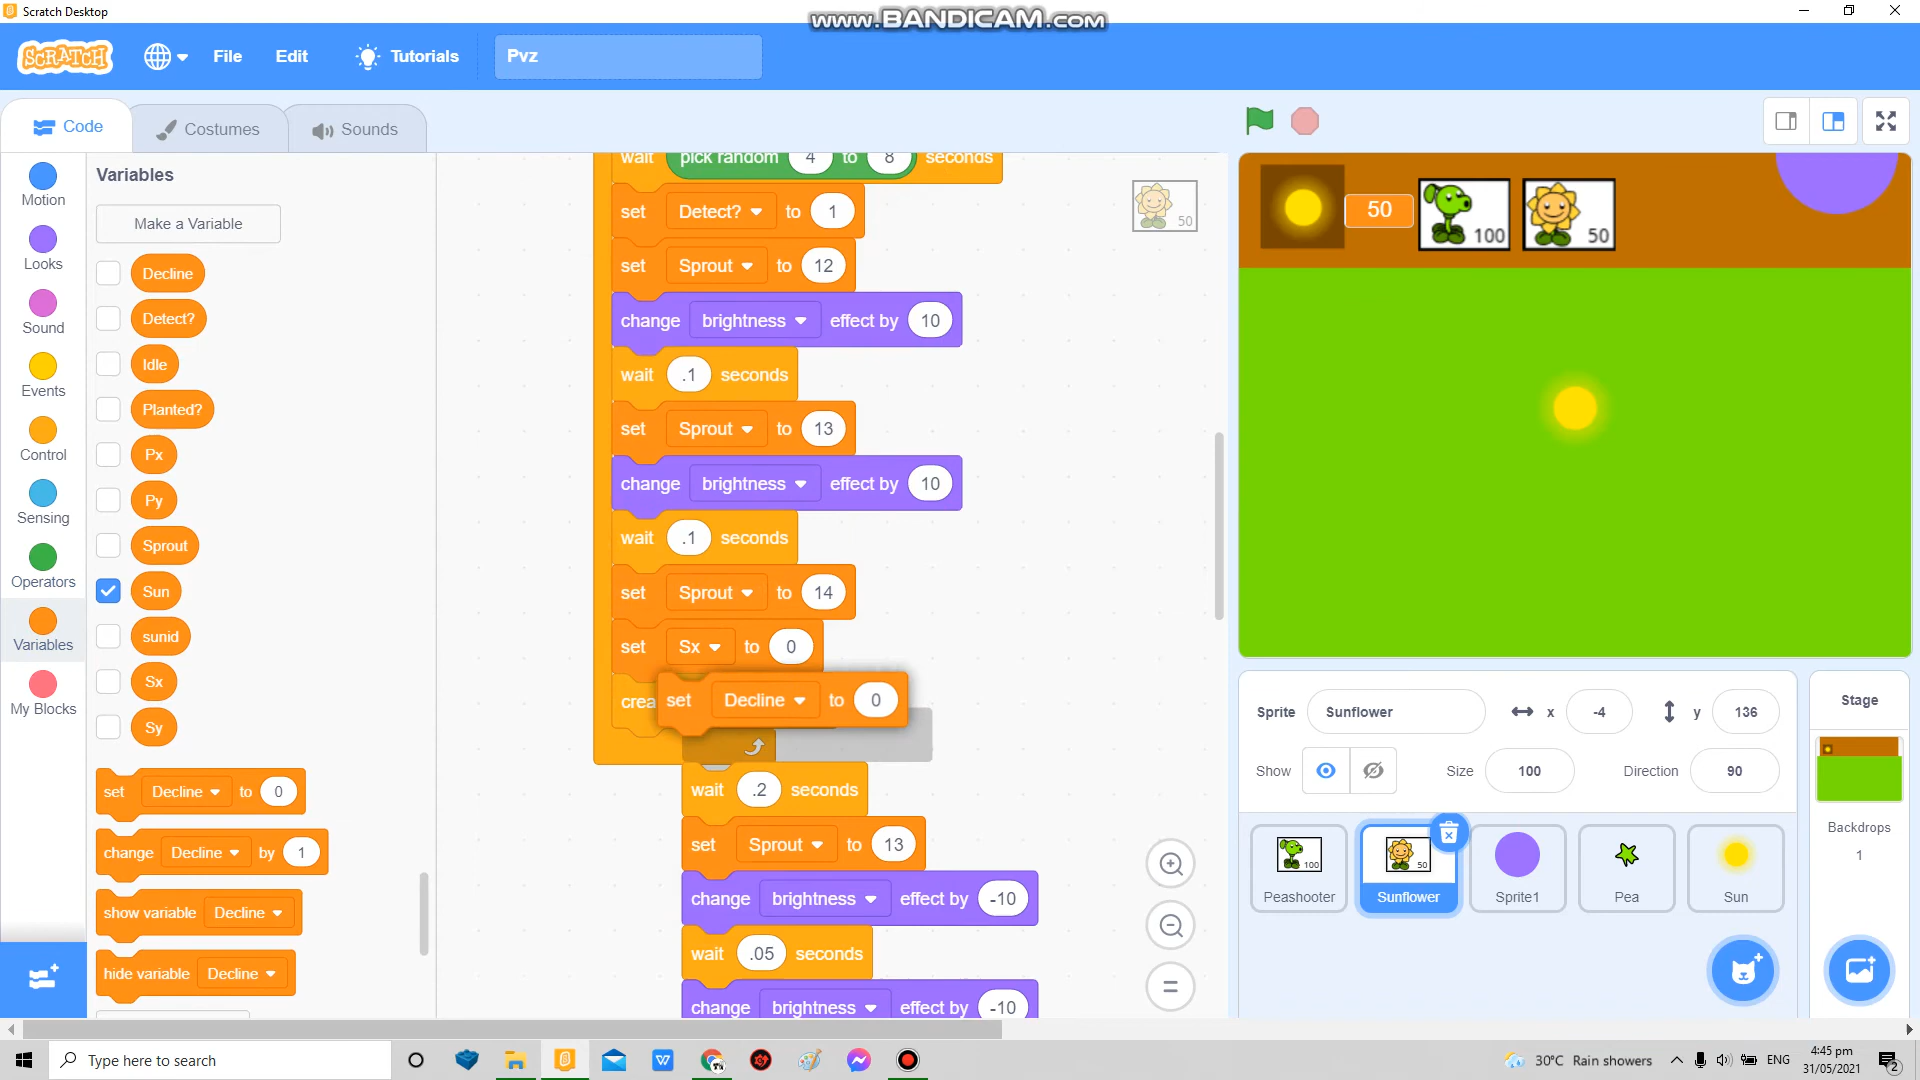 Scratch Desktop
www.BANDICAM.com
SCRATCH
File
Edit
Tutorials
Pvz
Code
Costumes
Sounds
Motion
Looks
Sound
Events
Control
Sensing
Operators
Variables
My Blocks
Variables
Make a Variable
Decline
Detect?
Idle
Planted?
Px
Py
Sprout
Sun
sunid
Sx
Sy
set Decline to 0
change Decline by 1
show variable Decline
hide variable Decline
wait pick random 4 to 8 seconds
set Detect? to 1
set Sprout to 12
change brightness effect by 10
wait .1 seconds
set Sprout to 13
change brightness effect by 10
wait .1 seconds
set Sprout to 14
set Sx to 0
set Decline to 0
wait .2 seconds
set Sprout to 13
change brightness effect by -10
wait .05 seconds
change brightness effect by -10
50
50
100
50
Sprite Sunflower x -4 y 136
Show Size 100 Direction 90
100
Peashooter
50
Sunflower
Sprite1
Pea
Sun
Stage
Backdrops
1
Type here to search
30°C Rain showers
ENG
4:45 pm
31/05/2021
2